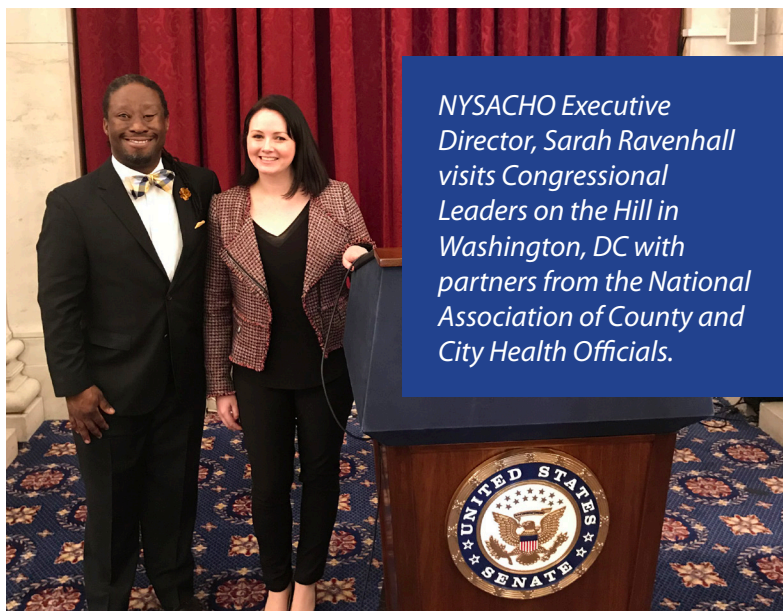 NYSACHO Executive
Director, Sarah Ravenhall
visits Congressional
Leaders on the Hill in
Washington, DC with
partners from the National
Association of County and
City Health Officials.
UNITED STATES
SENATE